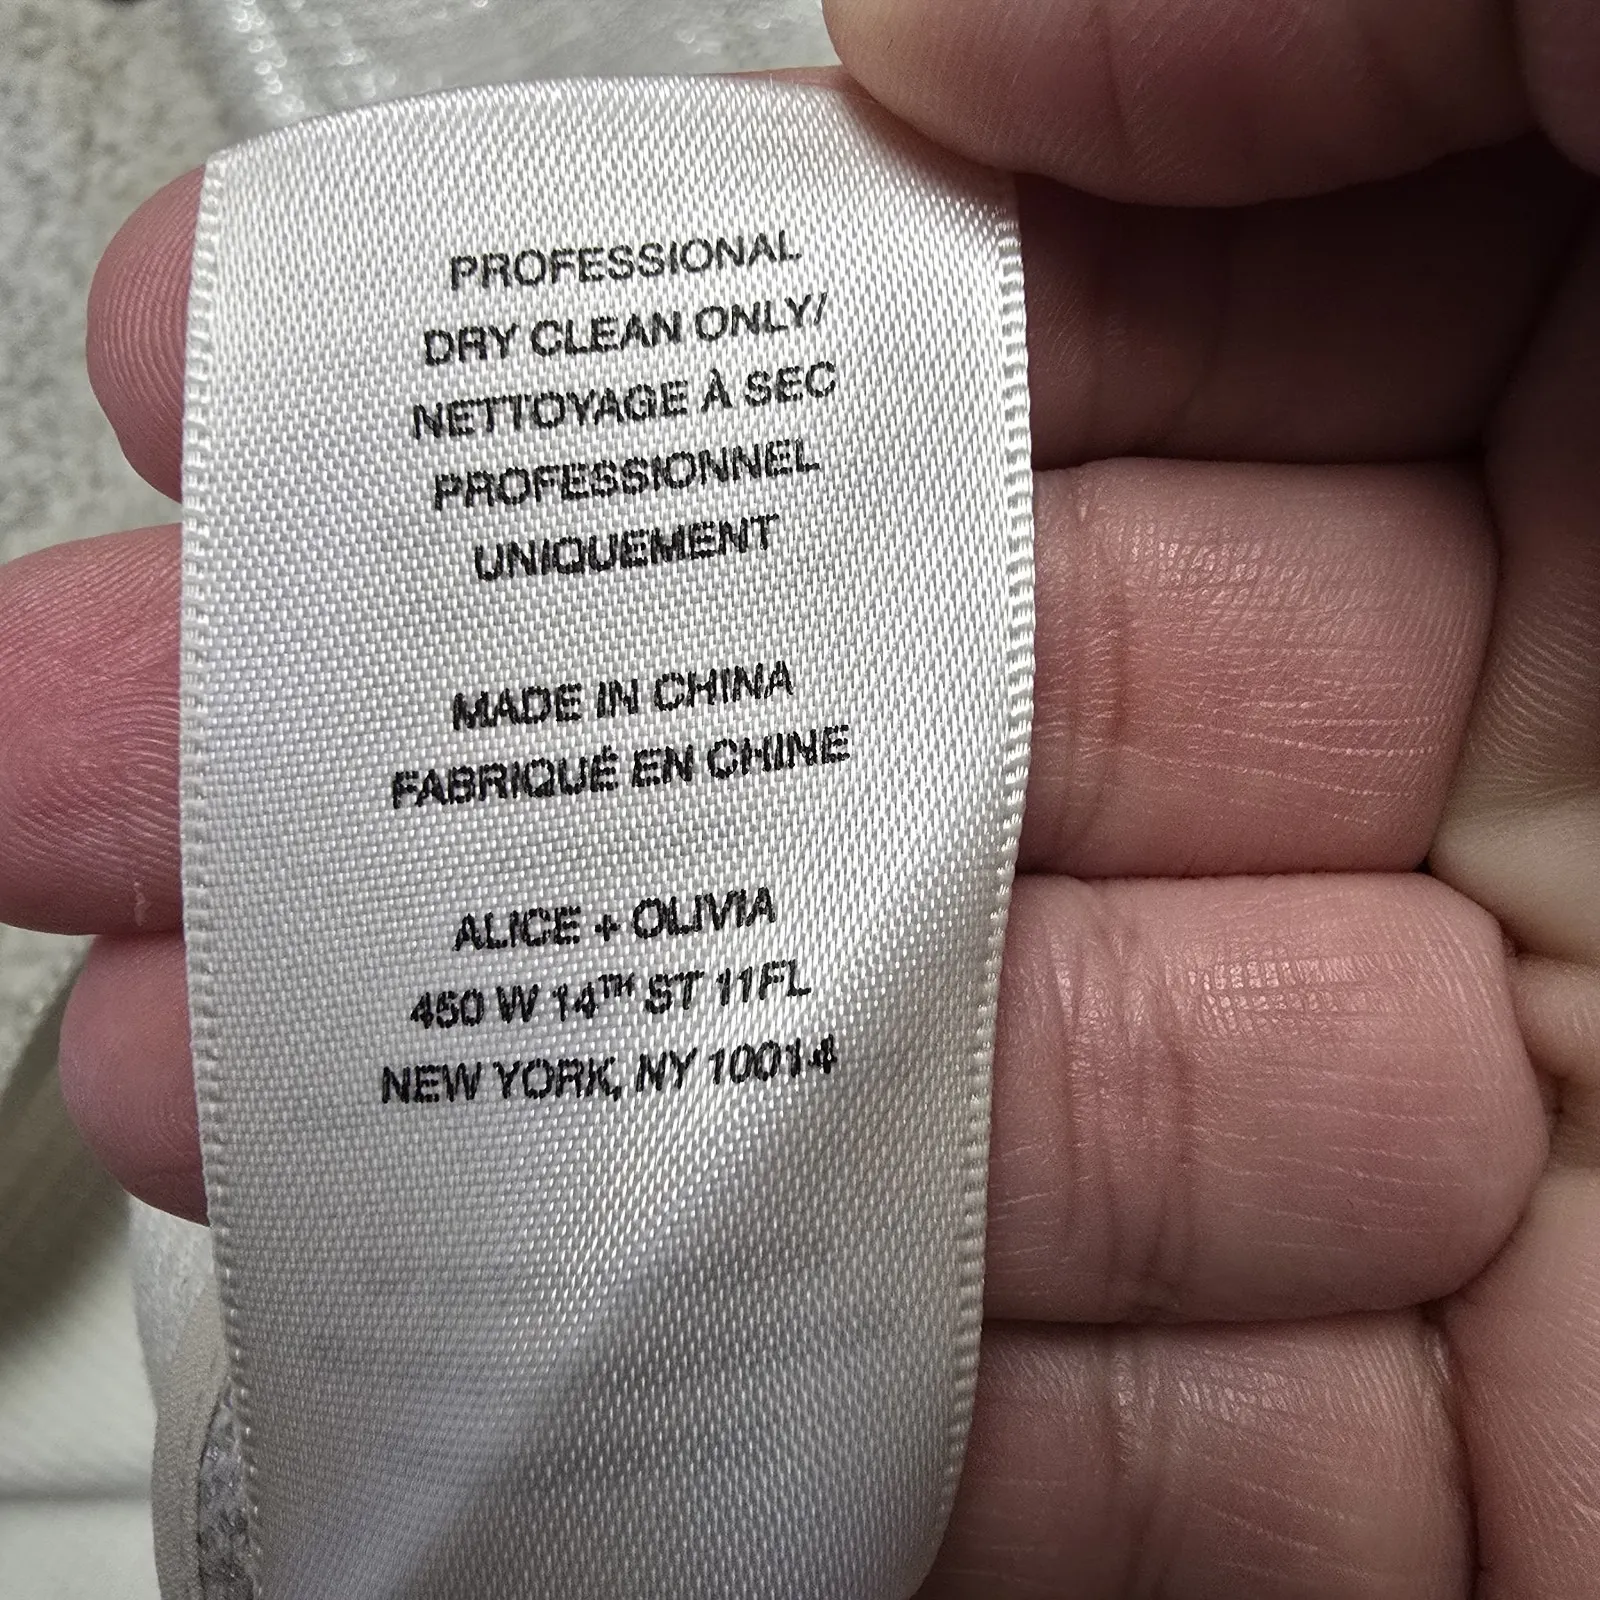 PROFESSIONAL
DRY CLEAN ONLY/
NETTOYAGE À SEC
PROFESSIONNEL
UNIQUEMENT
MADE IN CHINA
FABRIQUÉ EN CHINE
ALICE + OLIVIA
450 W 14TH ST 11FL
NEW YORK, NY 10014